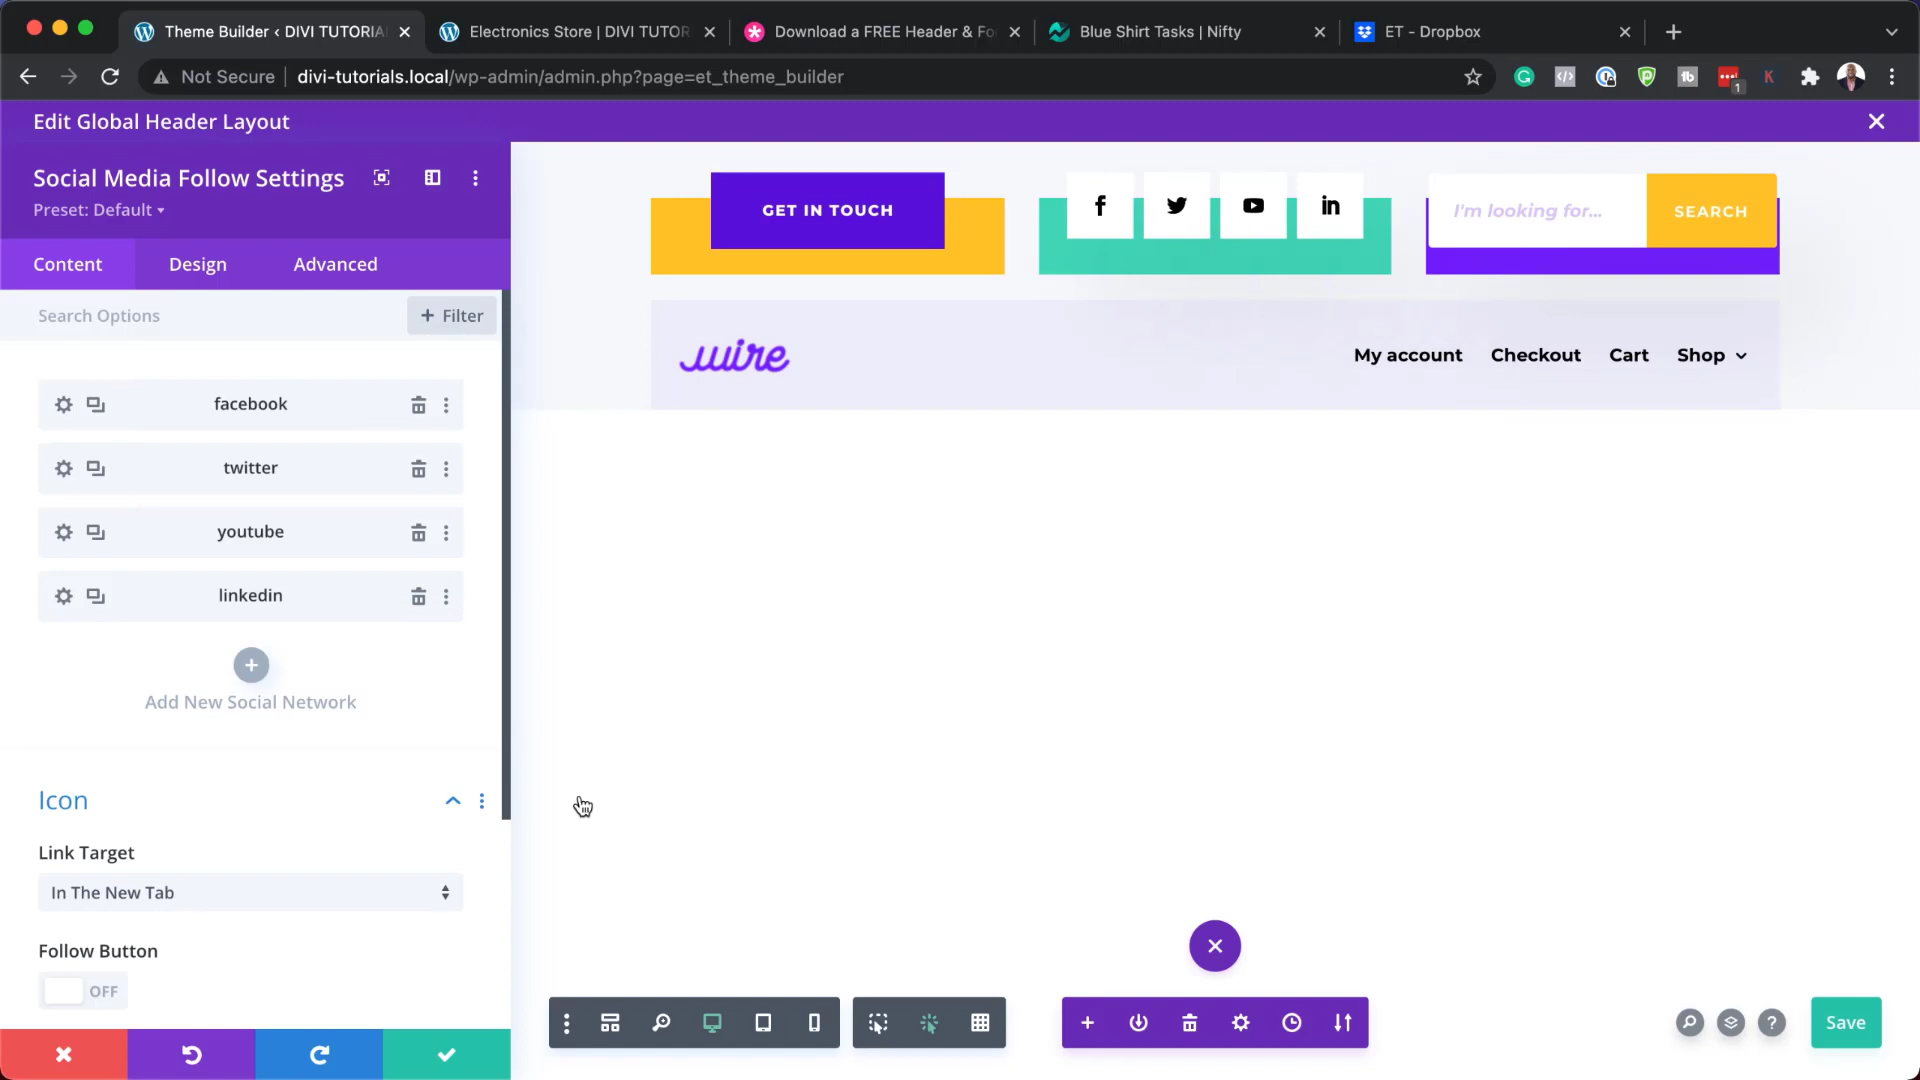 Theme Builder ‹ DIVI TUTORIA
Electronics Store | DIVI TUTOR
Download a FREE Header & Fo
Blue Shirt Tasks | Nifty
ET - Dropbox
Not Secure
divi-tutorials.local/wp-admin/admin.php?page=et_theme_builder
1
Edit Global Header Layout
Social Media Follow Settings
Preset: Default
Content
Design
Advanced
Search Options
+ Filter
facebook
twitter
youtube
linkedin
Add New Social Network
Icon
Link Target
In The New Tab
Follow Button
OFF
GET IN TOUCH
I'm looking for...
SEARCH
wire
My account
Checkout
Cart
Shop
Save